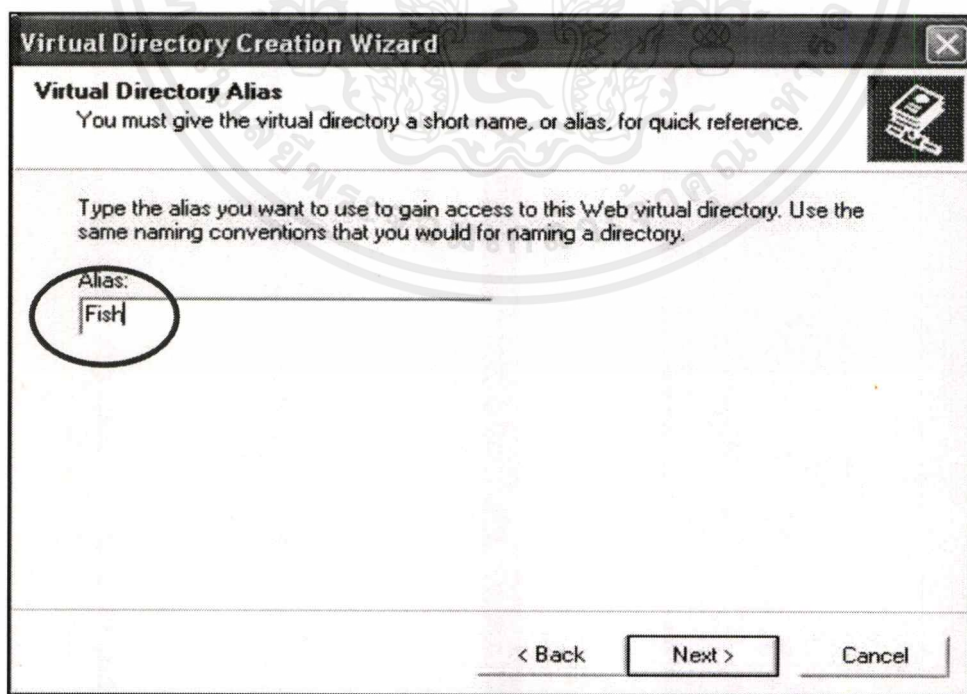 Virtual Directory Creation Wizard
Virtual Directory Alias
You must give the virtual directory a short name, or alias, for quick reference.
Type the alias you want to use to gain access to this Web virtual directory. Use the
same naming conventions that you would for naming a directory.
Alias:
Fish
< Back
Next >
Cancel